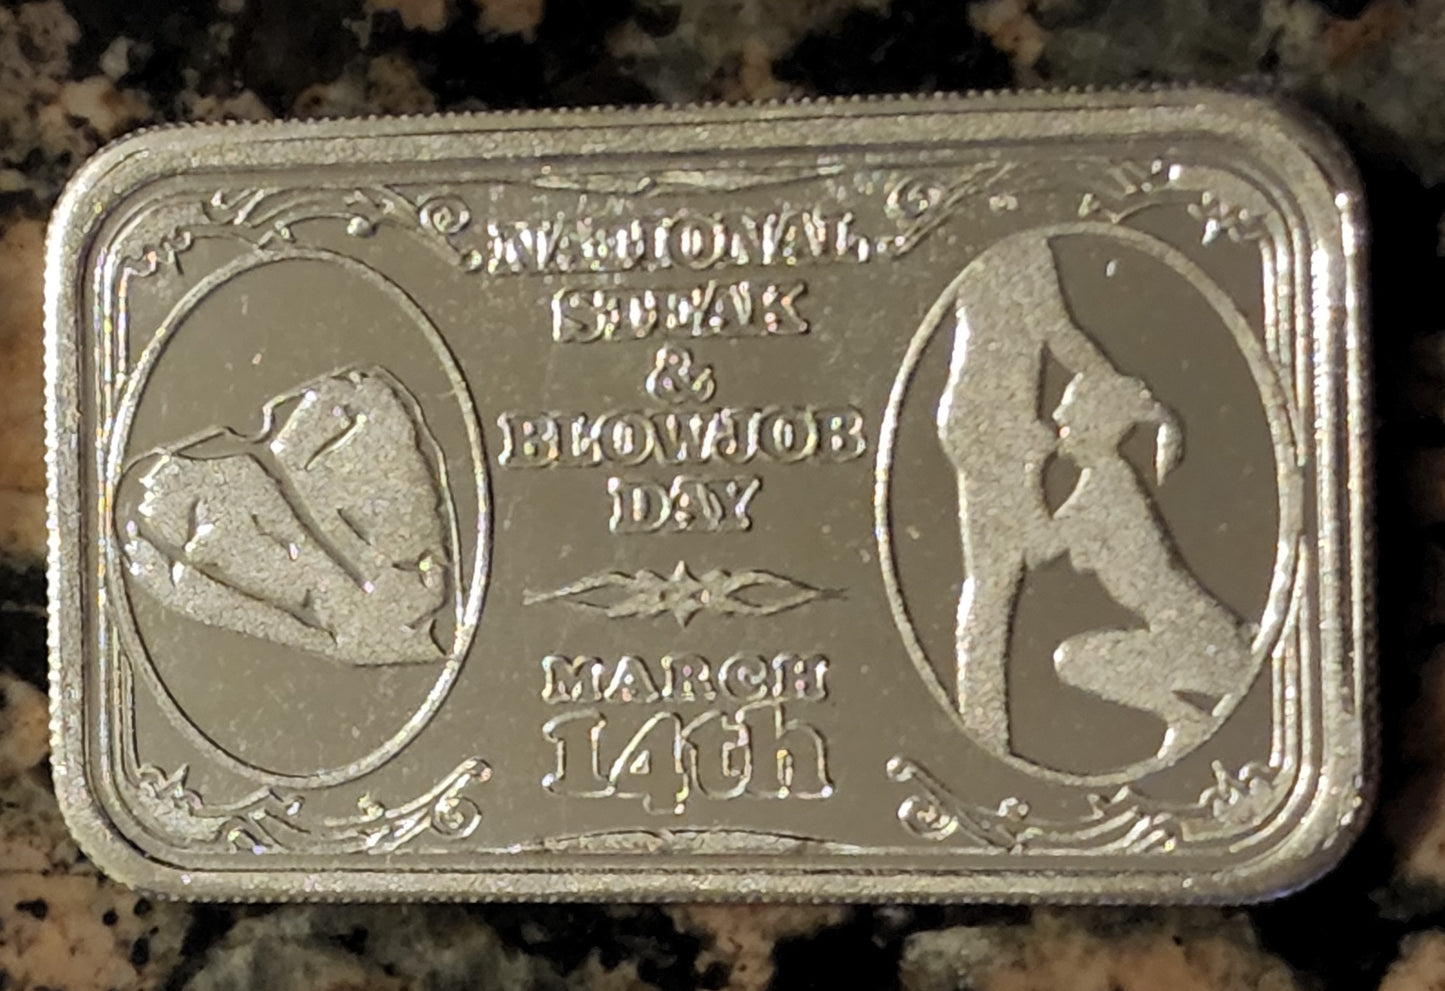 NATIONAL
STEAK
&
BLOWJOB
DAY
MARCH
14th